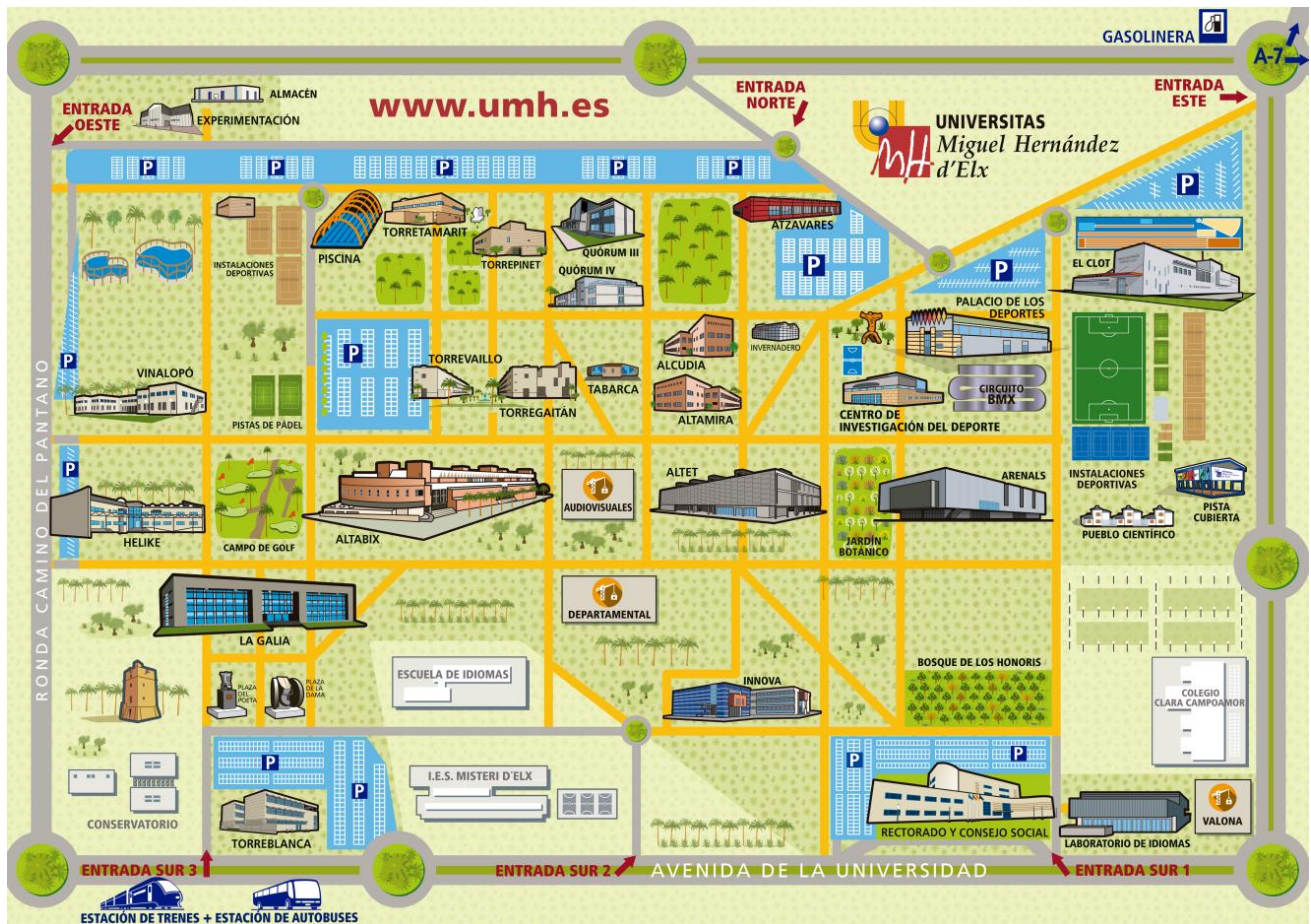 GASOLINERA
A-7
ENTRADA
OESTE
ALMACÉN
EXPERIMENTACIÓN
www.umh.es
ENTRADA
NORTE
UNIVERSITAS
Miguel Hernández
d'Elx
MH
ENTRADA
ESTE
P
P
P
P
P
P
INSTALACIONES
DEPORTIVAS
PISCINA
TORRETAMARIT
TORREPINET
QUÓRUM III
QUÓRUM IV
ATZAVARES
P
P
EL CLOT
PALACIO DE LOS
DEPORTES
P
VINALOPÓ
PISTAS DE PÁDEL
P
TORREVAILLO
TORREGAITÁN
TABARCA
ALCUDIA
ALTAMIRA
INVERNADERO
CENTRO DE
INVESTIGACIÓN DEL DEPORTE
CIRCUITO
BMX
RONDA CAMINO DEL PANTANO
P
HELIKE
CAMPO DE GOLF
ALTABIX
AUDIOVISUALES
ALTET
JARDÍN
BOTÁNICO
ARENALS
INSTALACIONES
DEPORTIVAS
PISTA
CUBIERTA
PUEBLO CIENTÍFICO
LA GALIA
DEPARTAMENTAL
PLAZA
DEL
POETA
PLAZA
DE LA
DAMA
ESCUELA DE IDIOMAS
INNOVA
BOSQUE DE LOS HONORIS
COLEGIO
CLARA CAMPOAMOR
CONSERVATORIO
P
P
TORREBLANCA
I.E.S. MISTERI D'ELX
P
P
RECTORADO Y CONSEJO SOCIAL
LABORATORIO DE IDIOMAS
VALONA
ENTRADA SUR 3
ENTRADA SUR 2
AVENIDA DE LA UNIVERSIDAD
ENTRADA SUR 1
ESTACIÓN DE TRENES + ESTACIÓN DE AUTOBUSES